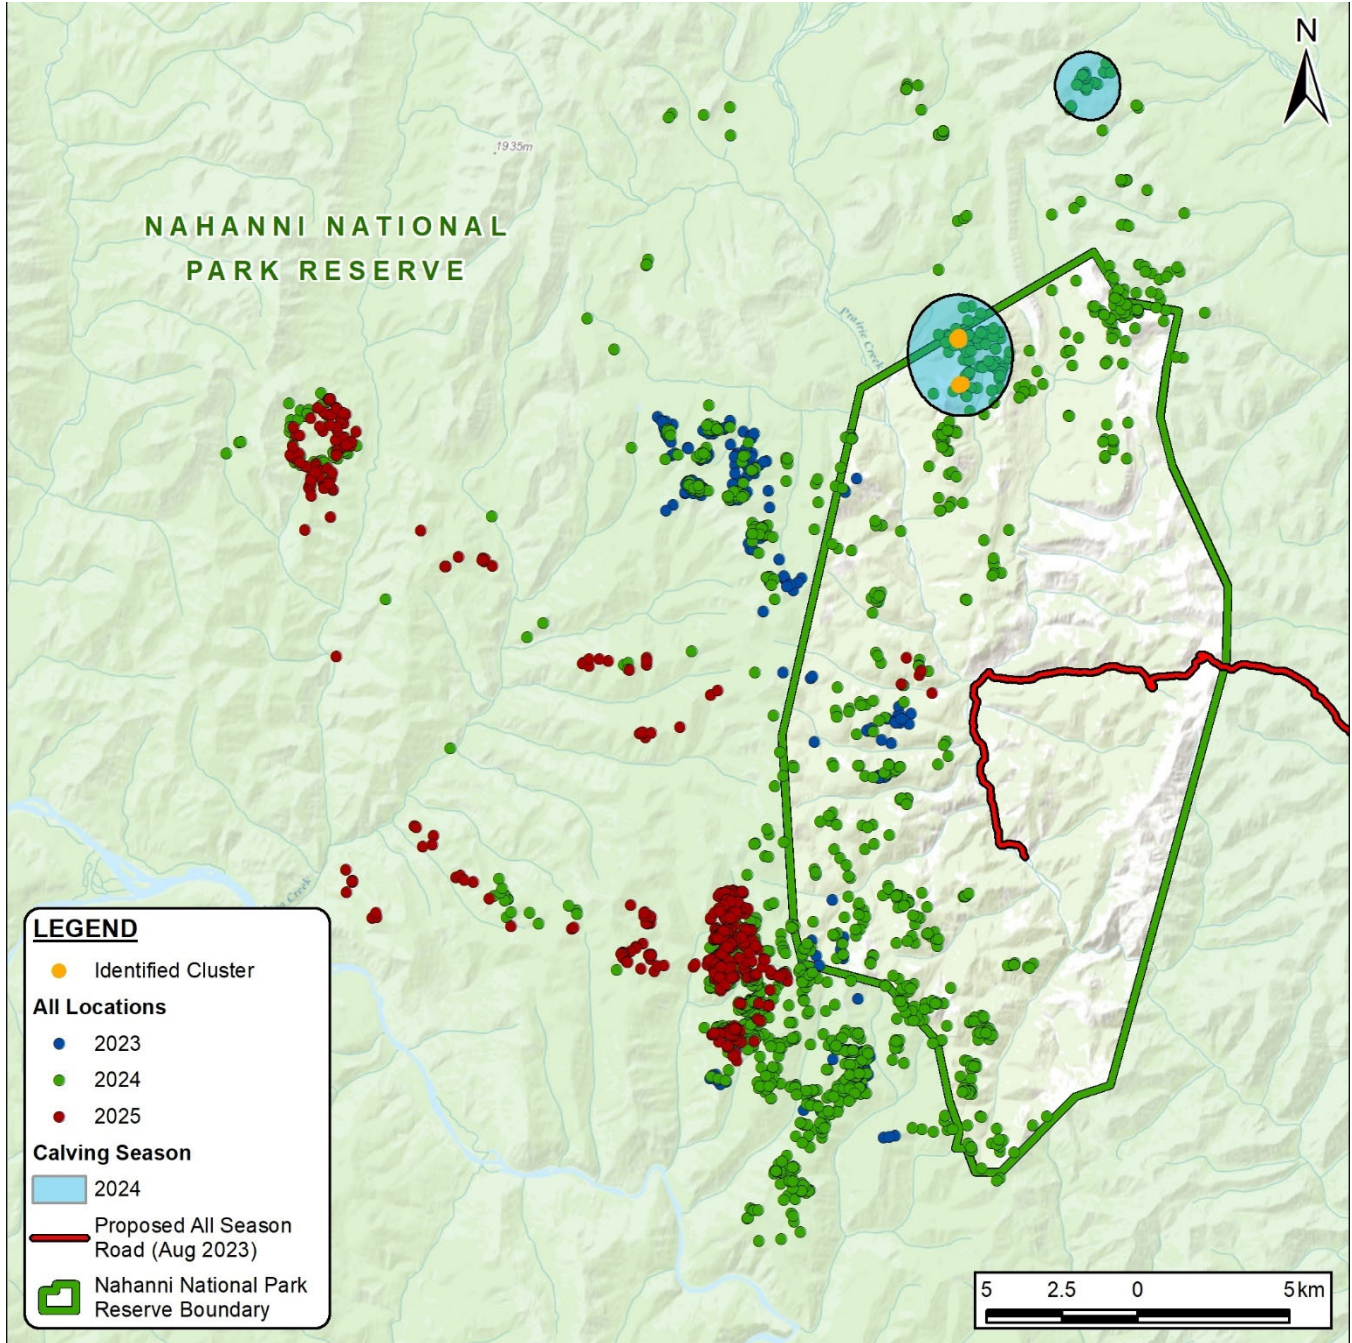 N
1935m
NAHANNI NATIONAL
PARK RESERVE
Prairie Creek
Creek
LEGEND
Identified Cluster
All Locations
2023
2024
2025
Calving Season
2024
Proposed All Season
Road (Aug 2023)
Nahanni National Park
Reserve Boundary
5 2.5 0 5 km